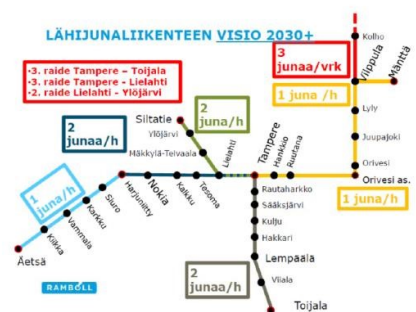 LÄHIJUNALIIKENTEEN VISIO 2030+
-3. raide Tampere – Toijala
-3. raide Tampere - Lielahti
-2. raide Lielahti - Ylöjärvi
3
junaa/vrk
Kolho
Vilppula
Mänttä
1 juna /h
Lyly
Juupajoki
Orivesi
Orivesi as.
1 juna/h
2
junaa/h
Siltatie
Ylöjärvi
Häkkylä-Teivaala
2
juna/h
Lielahti
Tampere
Hankkio
Ruutana
1
juna/h
Äetsä
Kiikka
Vammala
Karkku
Siuro
Harjuniitty
Nokia
Kalkku
Tesoma
Rautaharkko
Sääksjärvi
Kulju
Hakkari
Lempäälä
2
junaa/h
Viiala
Toijala
RAMBOLL